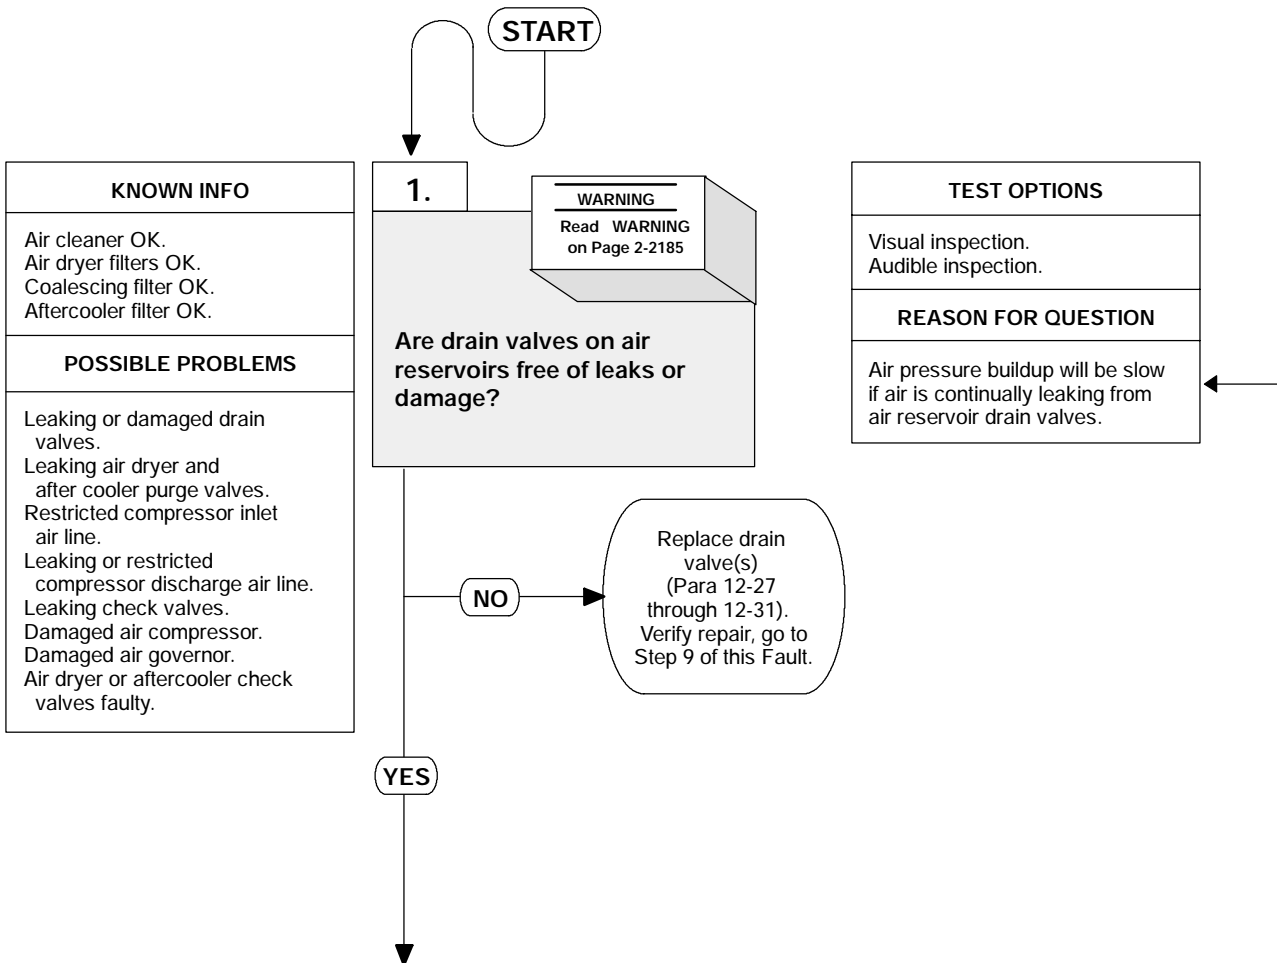 START
KNOWN INFO
Air cleaner OK.
Air dryer filters OK.
Coalescing filter OK.
Aftercooler filter OK.
POSSIBLE PROBLEMS
Leaking or damaged drain
valves.
Leaking air dryer and
after cooler purge valves.
Restricted compressor inlet
air line.
Leaking or restricted
compressor discharge air line.
Leaking check valves.
Damaged air compressor.
Damaged air governor.
Air dryer or aftercooler check
valves faulty.
1.
WARNING
Read WARNING
on Page 2-2185
Are drain valves on air
reservoirs free of leaks or
damage?
TEST OPTIONS
Visual inspection.
Audible inspection.
REASON FOR QUESTION
Air pressure buildup will be slow
if air is continually leaking from
air reservoir drain valves.
NO
Replace drain
valve(s)
(Para 12-27
through 12-31).
Verify repair, go to
Step 9 of this Fault.
YES